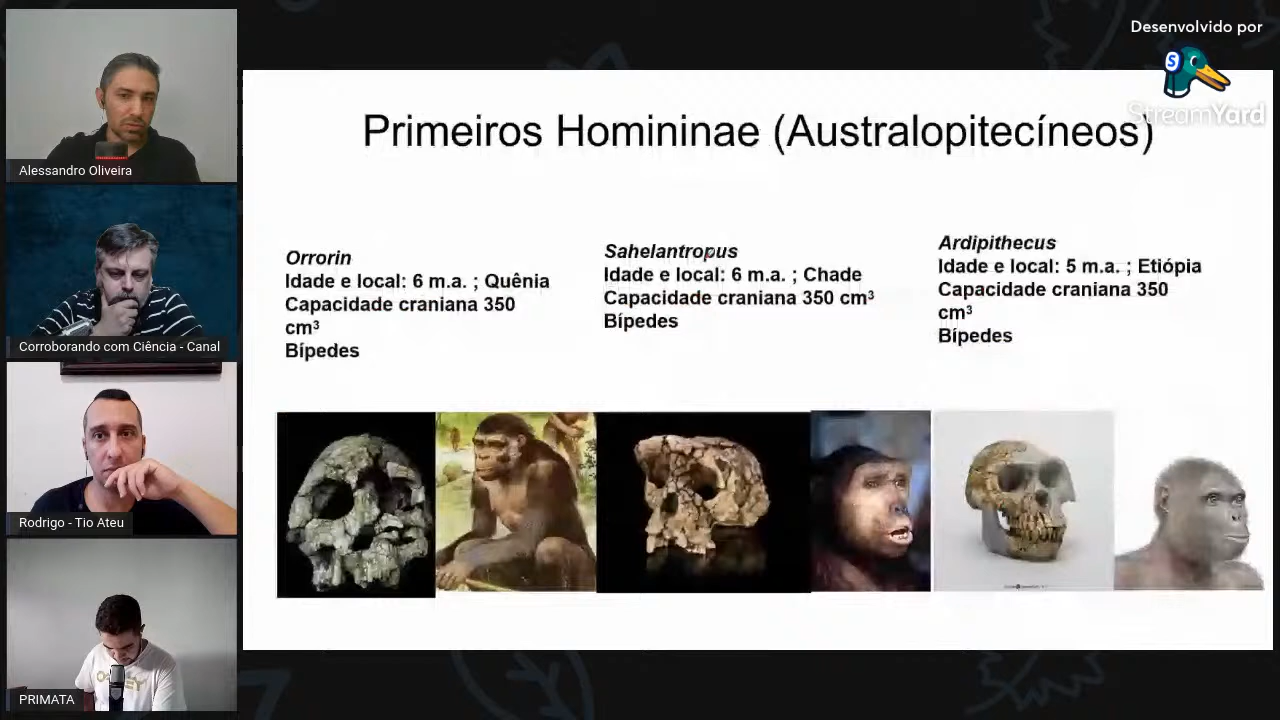 Desenvolvido por
S
StreamYard
Primeiros Homininae (Australopitecíneos)
Orrorin
Idade e local: 6 m.a. ; Quênia
Capacidade craniana 350
cm³
Bípedes
Sahelantropus
Idade e local: 6 m.a. ; Chade
Capacidade craniana 350 cm³
Bípedes
Ardipithecus
Idade e local: 5 m.a. ; Etiópia
Capacidade craniana 350
cm³
Bípedes
Alessandro Oliveira
Corroborando com Ciência - Canal
Rodrigo - Tio Ateu
PRIMATA